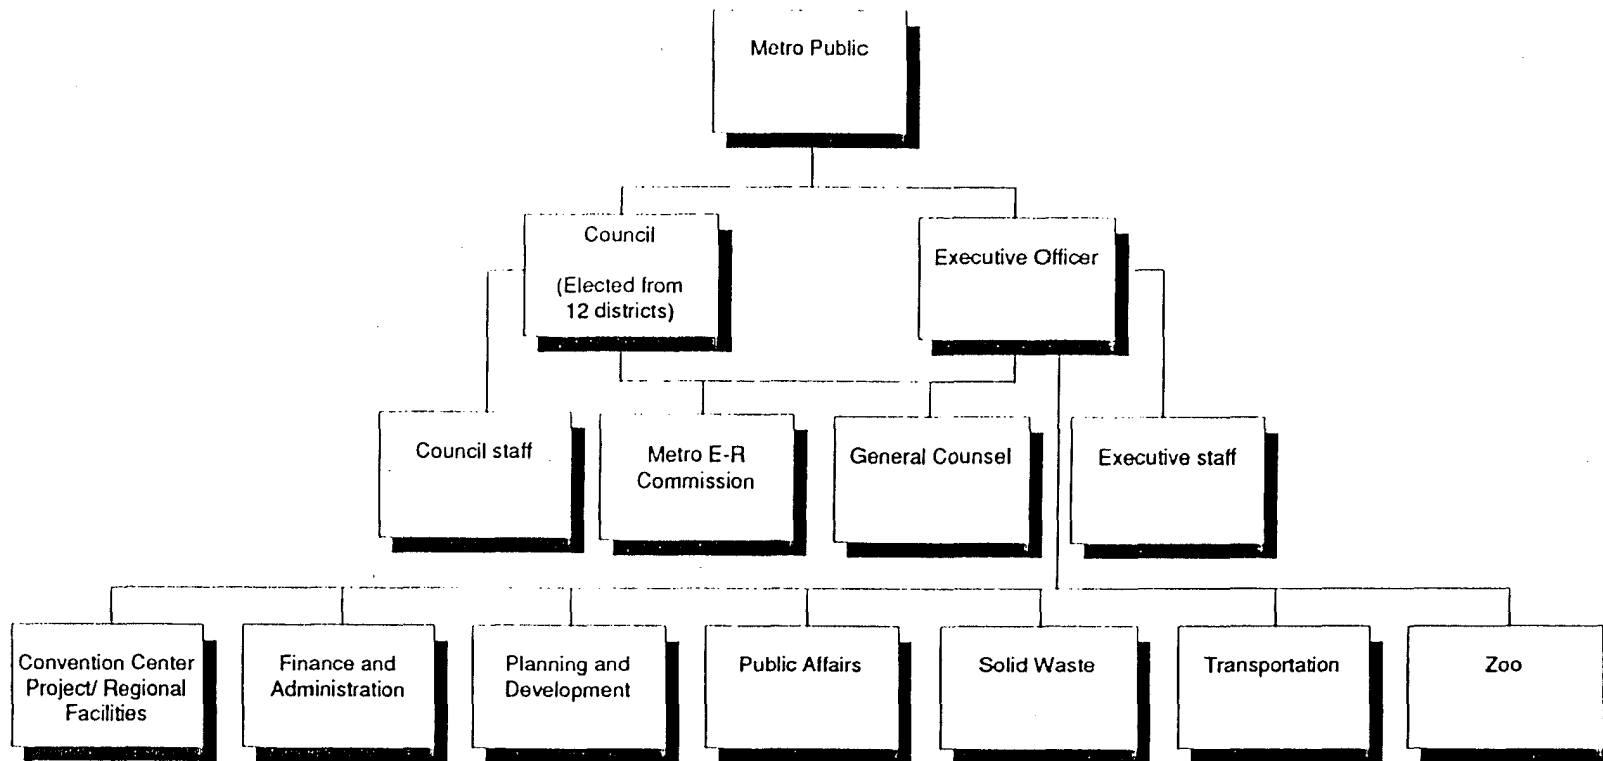 Metro Public
Council
(Elected from
12 districts)
Executive Officer
Council staff
Metro E-R
Commission
General Counsel
Executive staff
Convention Center
Project/ Regional
Facilities
Finance and
Administration
Planning and
Development
Public Affairs
Solid Waste
Transportation
Zoo